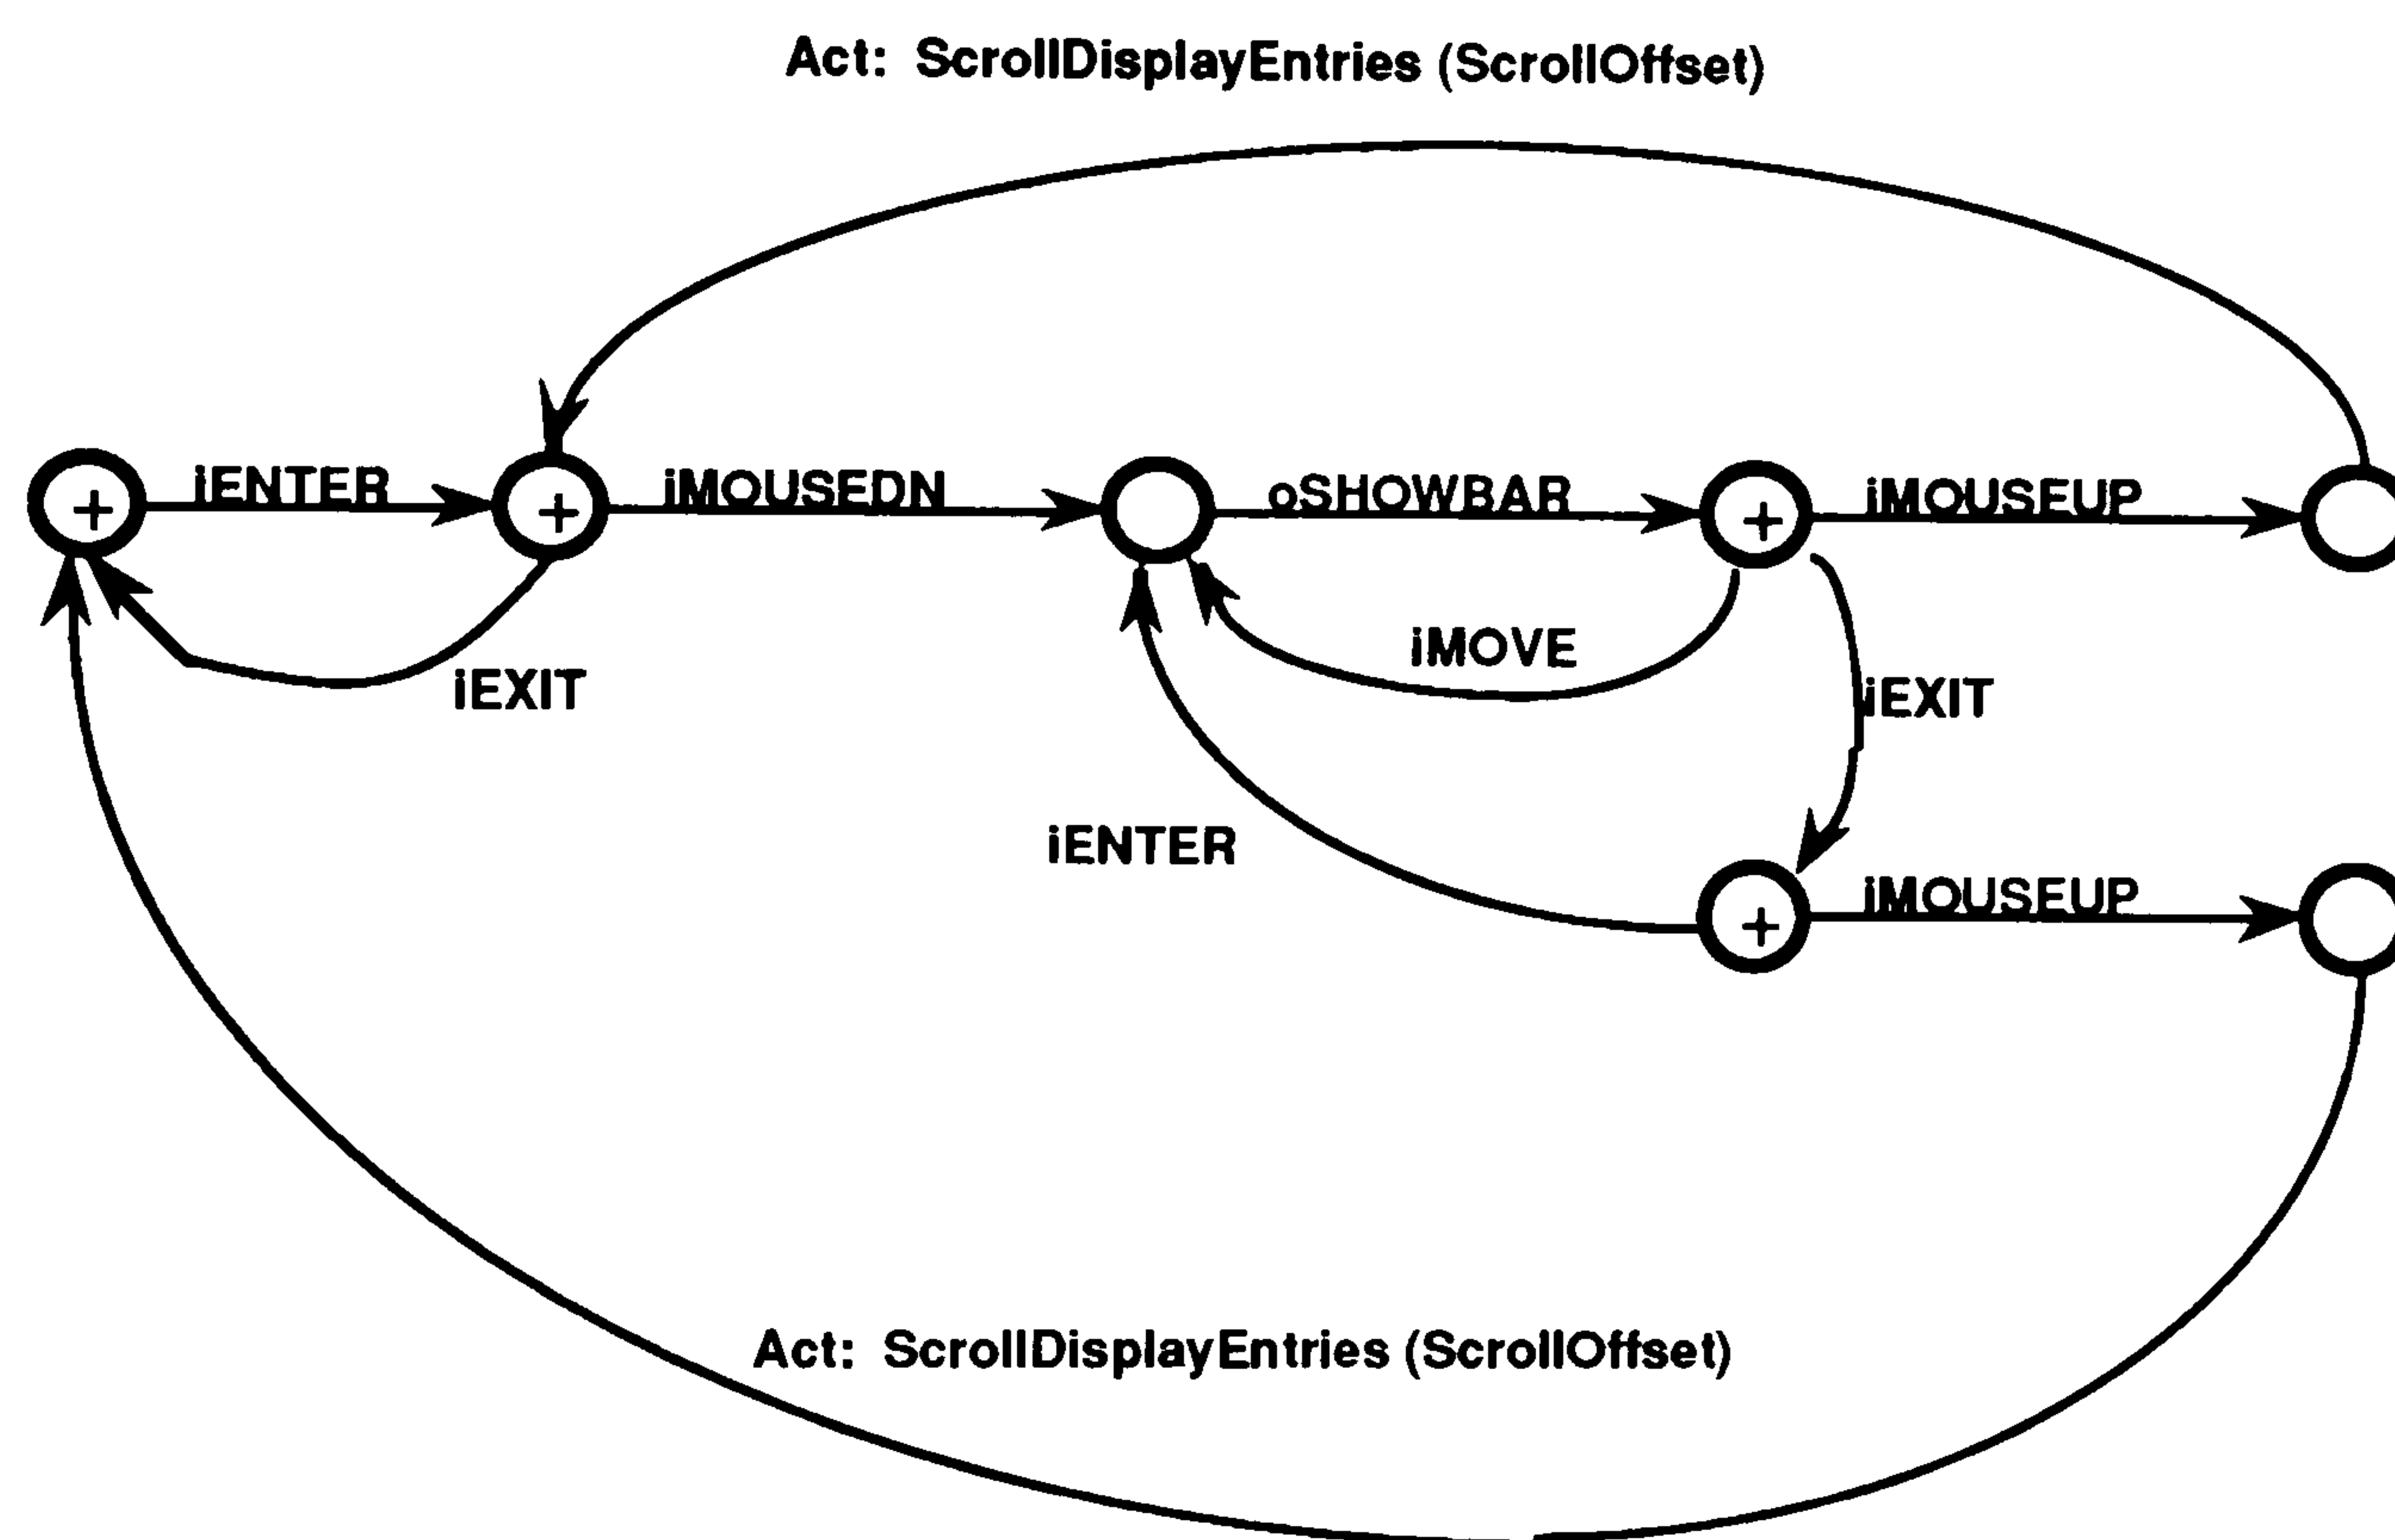 Act: ScrollDisplayEntries (ScrollOffset)
+ iENTER + iMOUSEDN oSHOWBAR + iMOUSEUP
iMOVE
iEXIT iEXIT
iENTER
+ iMOUSEUP
Act: ScrollDisplayEntries (ScrollOffset)